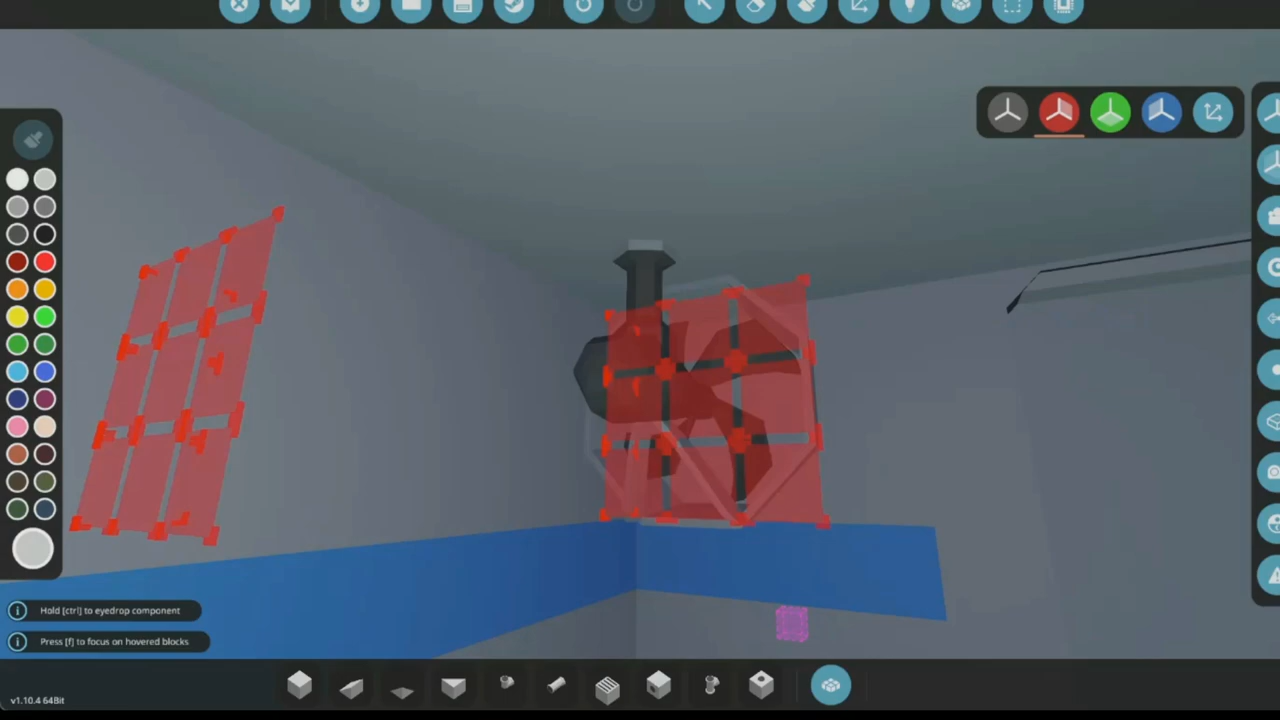 Hold [ctrl] to eyedrop component
Press [f] to focus on hovered blocks
v1.10.4 64Bit